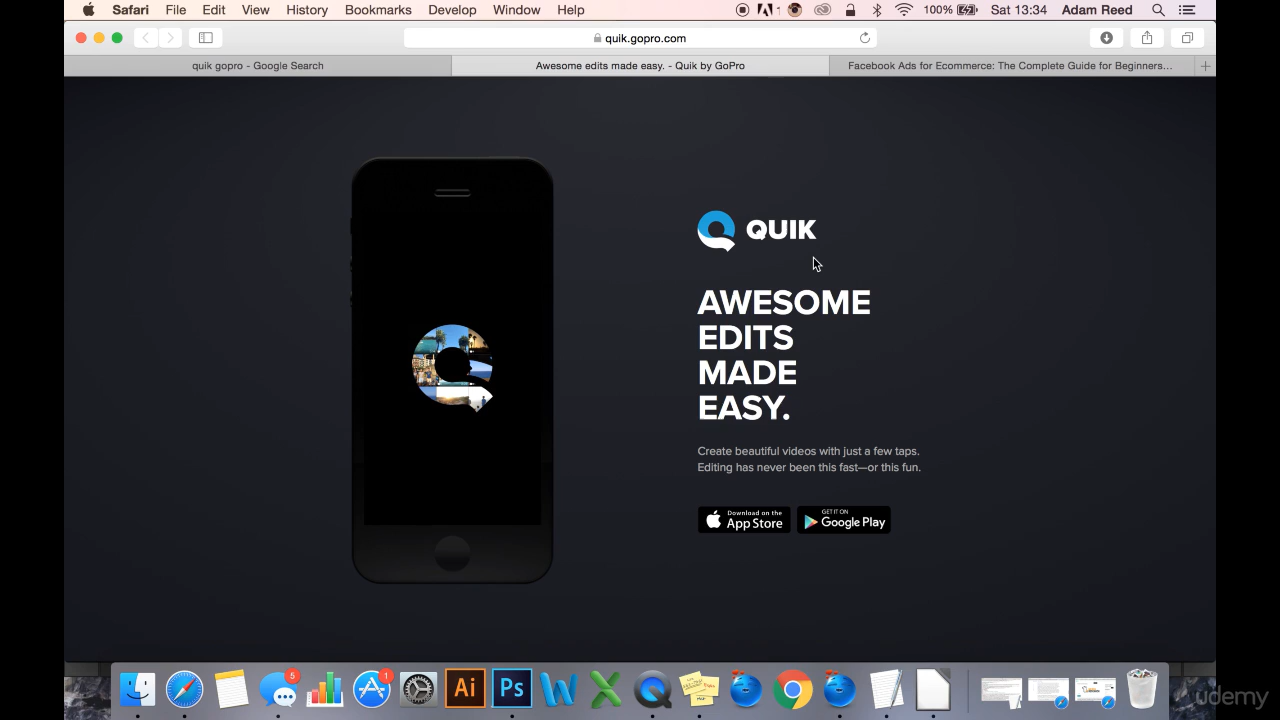 Safari File Edit View History Bookmarks Develop Window Help 1 100% Sat 13:34 Adam Reed
quik.gopro.com
quik gopro - Google Search
Awesome edits made easy. - Quik by GoPro
Facebook Ads for Ecommerce: The Complete Guide for Beginners...
QUIK
AWESOME
EDITS
MADE
EASY.
Create beautiful videos with just a few taps.
Editing has never been this fast—or this fun.
Download on the
App Store
GET IT ON
Google Play
5
1
Ai
Ps
udemy